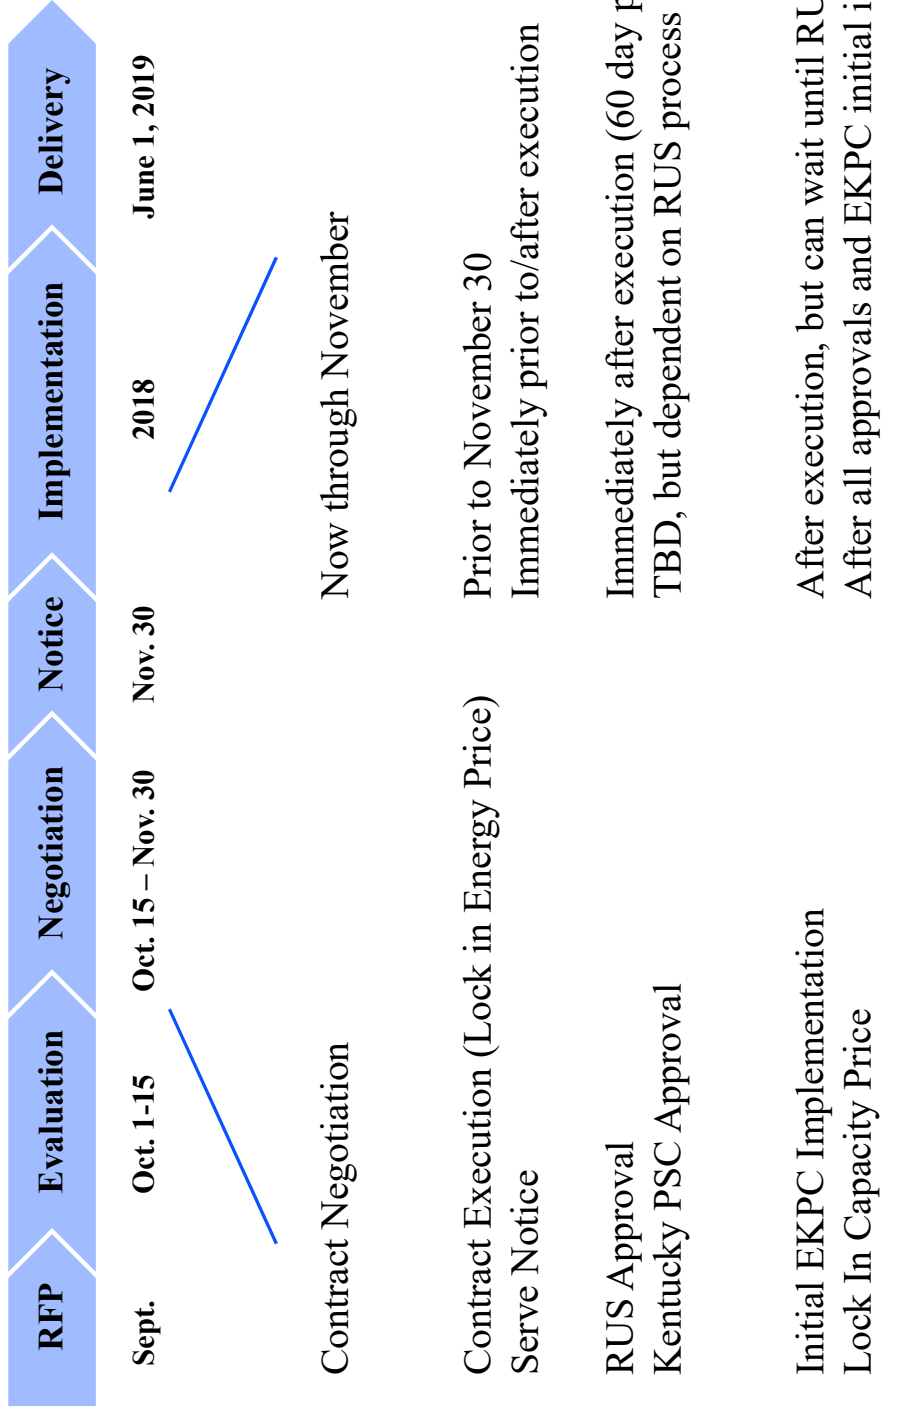 RFP Evaluation Negotiation Notice Implementation Delivery
Sept. Oct. 1-15 Oct. 15 – Nov. 30 Nov. 30 2018 June 1, 2019
Contract Negotiation Now through November
Contract Execution (Lock in Energy Price) Prior to November 30
Serve Notice Immediately prior to/after execution
RUS Approval Immediately after execution (60 day
Kentucky PSC Approval TBD, but dependent on RUS process
Initial EKPC Implementation After execution, but can wait until
Lock In Capacity Price After all approvals and EKPC initial